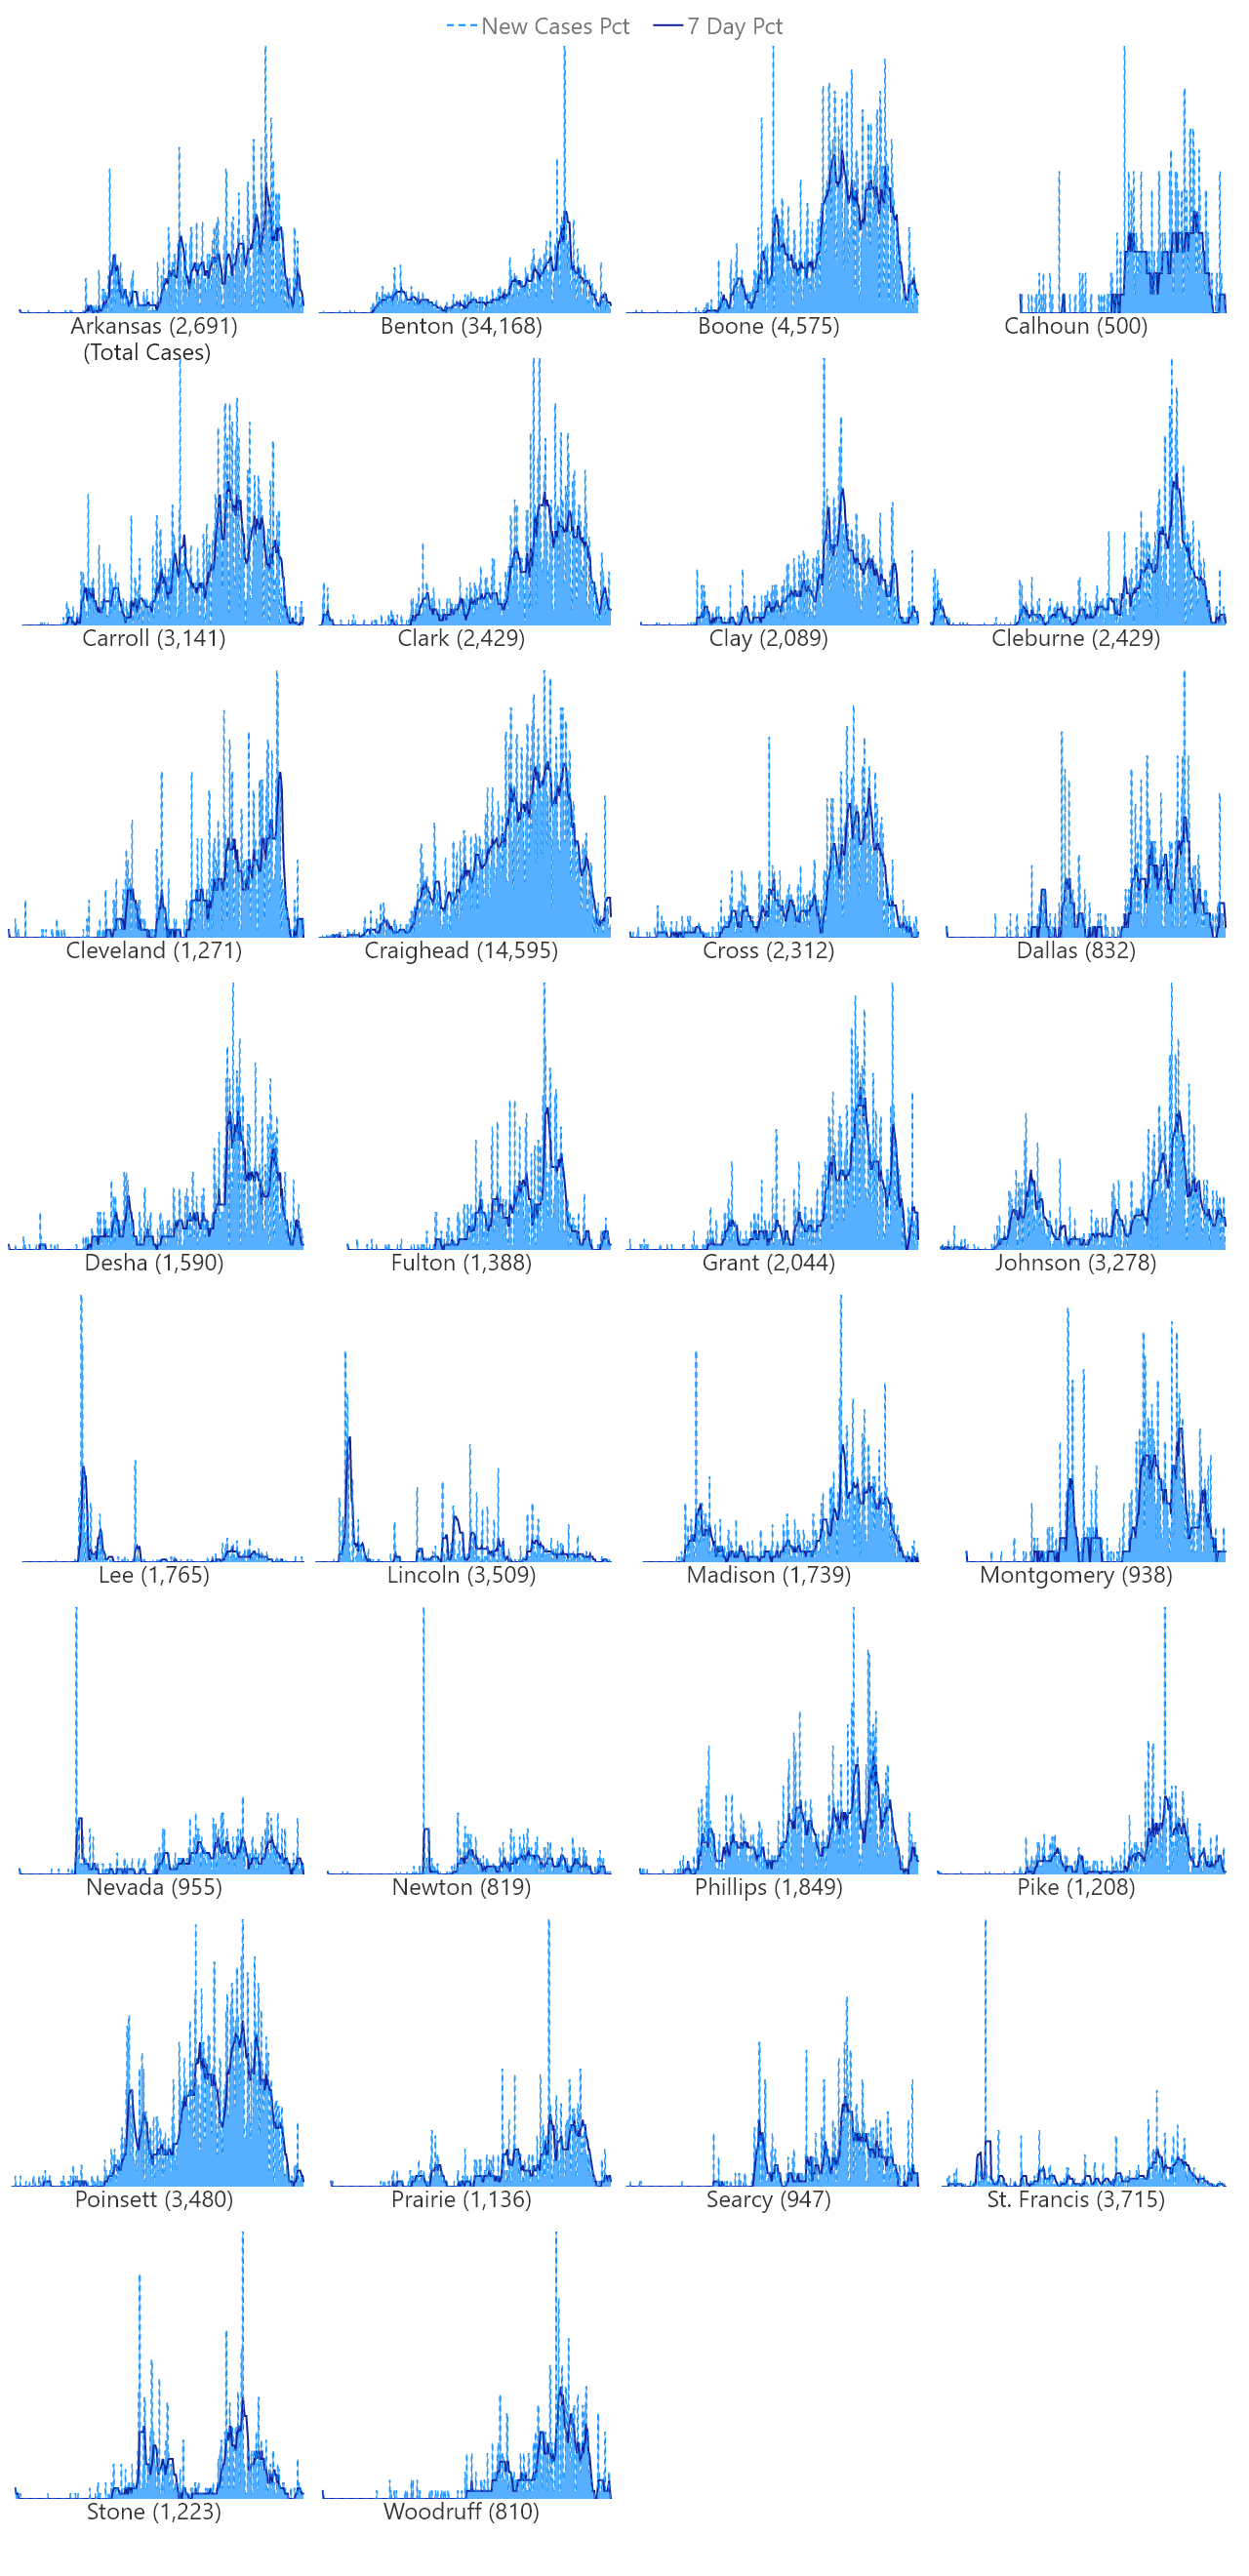 New Cases Pct 7 Day Pct
Arkansas (2,691) Benton (34,168) Boone (4,575) Calhoun (500)
(Total Cases)
Carroll (3,141) Clark (2,429) Clay (2,089) Cleburne (2,429)
Cleveland (1,271) Craighead (14,595) Cross (2,312) Dallas (832)
Desha (1,590) Fulton (1,388) Grant (2,044) Johnson (3,278)
Lee (1,765) Lincoln (3,509) Madison (1,739) Montgomery (938)
Nevada (955) Newton (819) Phillips (1,849) Pike (1,208)
Poinsett (3,480) Prairie (1,136) Searcy (947) St. Francis (3,715)
Stone (1,223) Woodruff (810)